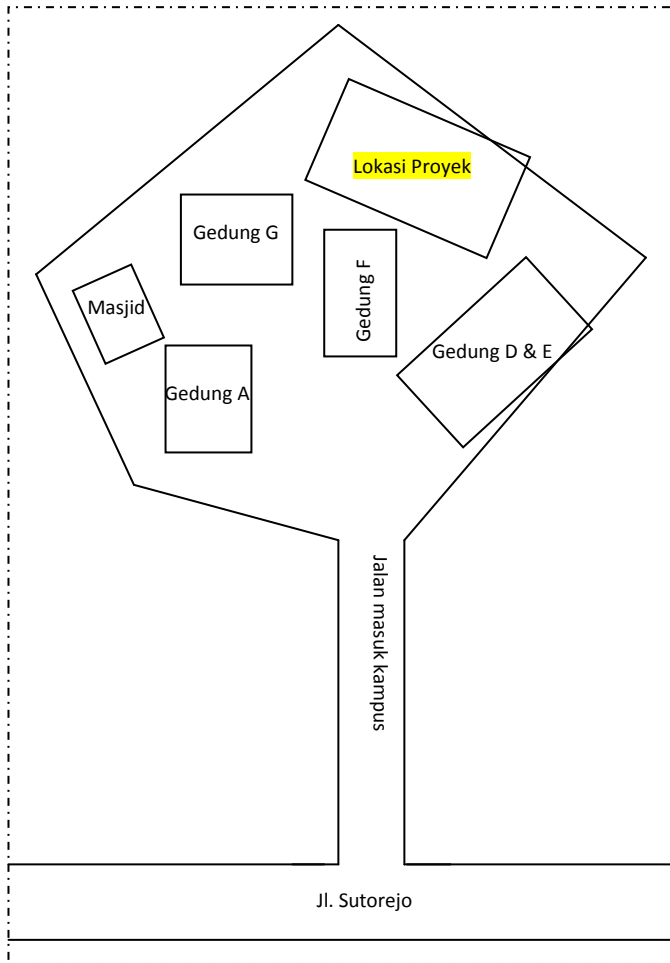 Lokasi Proyek
Gedung G
Gedung F
Masjid
Gedung D & E
Gedung A
Jalan masuk kampus
Jl. Sutorejo